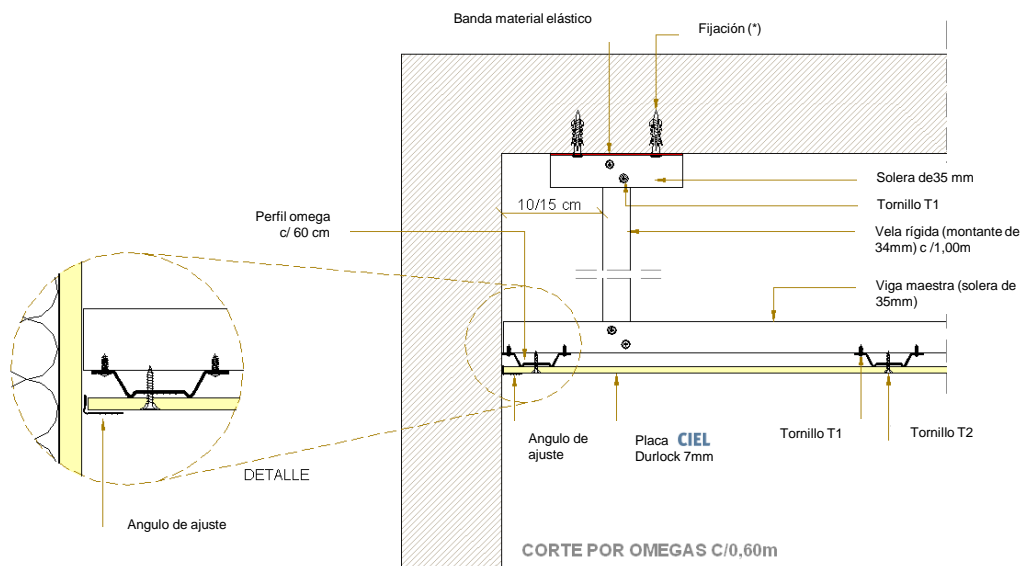 Banda material elástico
Fijación (*)
Solera de35 mm
10/15 cm
Tornillo T1
Perfil omega
c/ 60 cm
Vela rígida (montante de
34mm) c /1,00m
Viga maestra (solera de
35mm)
Angulo de
ajuste
Placa CIEL
Durlock 7mm
Tornillo T1
Tornillo T2
DETALLE
Angulo de ajuste
CORTE POR OMEGAS C/0,60m